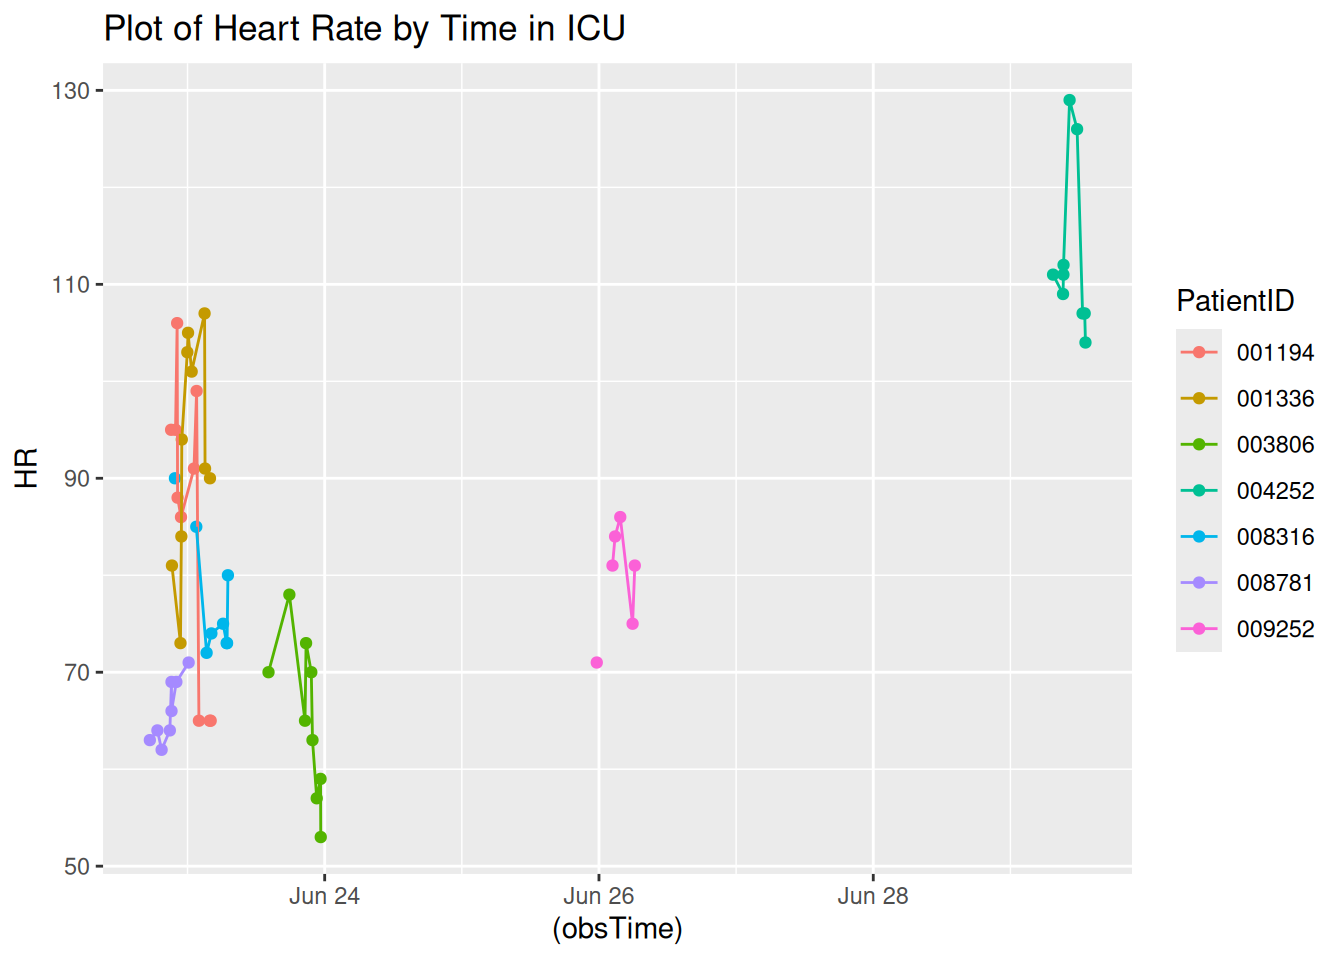 Plot of Heart Rate by Time in ICU
130
110
90
70
50
HR
Jun 24
Jun 26
Jun 28
(obsTime)
PatientID
001194
001336
003806
004252
008316
008781
009252